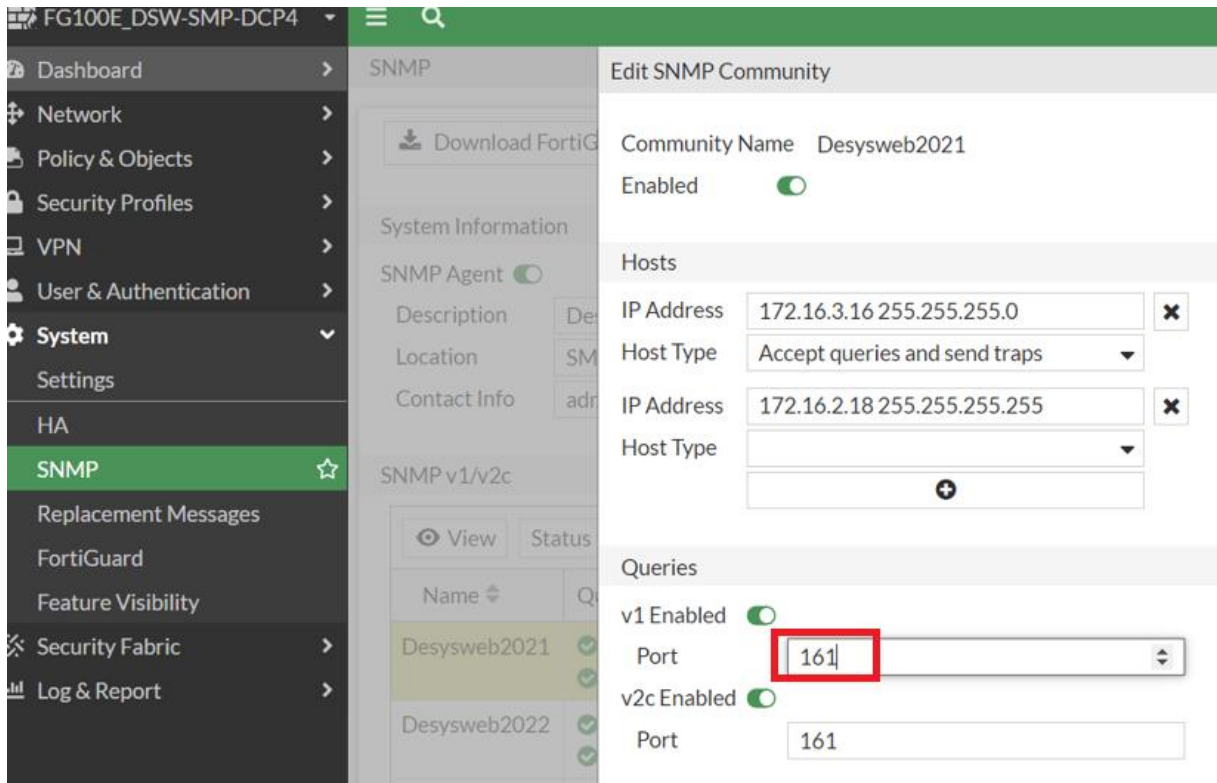 FG100E_DSW-SMP-DCP4
Dashboard
Network
Policy & Objects
Security Profiles
VPN
User & Authentication
System
Settings
HA
SNMP
Replacement Messages
FortiGuard
Feature Visibility
Security Fabric
Log & Report
SNMP
Download FortiG
System Information
SNMP Agent
Description De
Location SM
Contact Info adr
SNMP v1/v2c
View Status
Name Qu
Desysweb2021
Desysweb2022
Edit SNMP Community
Community Name Desysweb2021
Enabled
Hosts
IP Address 172.16.3.16 255.255.255.0
Host Type Accept queries and send traps
IP Address 172.16.2.18 255.255.255.255
Host Type
Queries
v1 Enabled
Port 161
v2c Enabled
Port 161